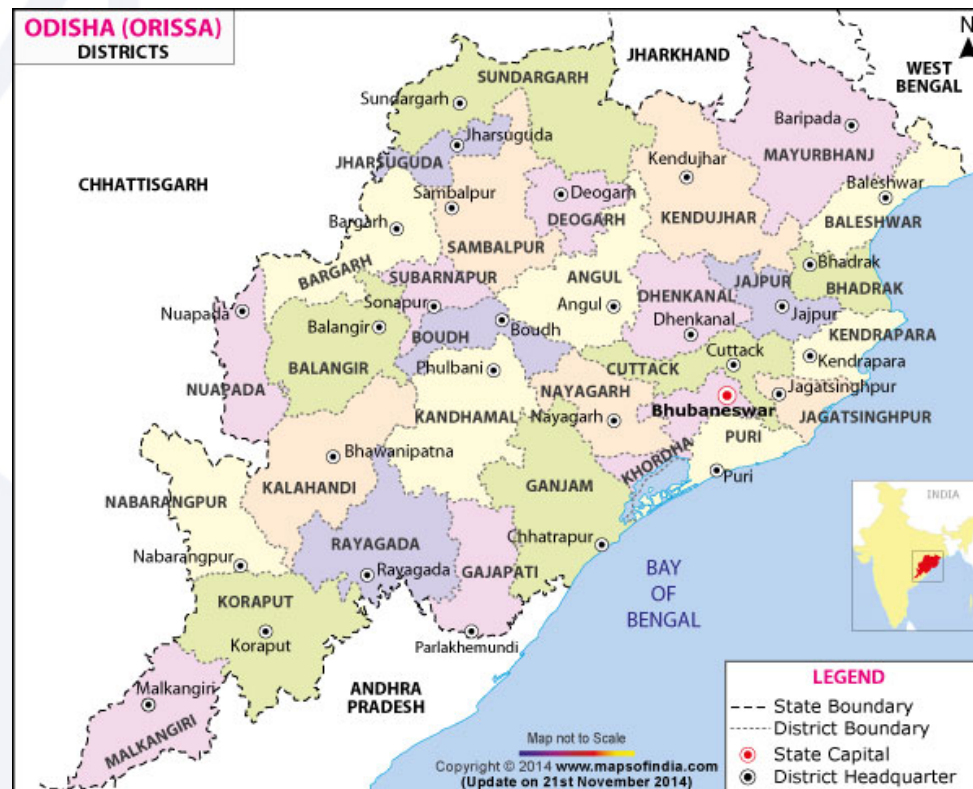 ODISHA (ORISSA)
DISTRICTS
N
JHARKHAND
WEST
BENGAL
CHHATTISGARH
SUNDARGARH
Sundargarh
Jharsuguda
JHARSUGUDA
Baripada
MAYURBHANJ
Kendujhar
KENDUJHAR
Baleshwar
BALESHWAR
Sambalpur
SAMBALPUR
Deogarh
DEOGARH
Bargarh
BARGARH
SUBARNAPUR
Sonapur
ANGUL
Angul
DHENKANAL
Dhenkanal
JAJPUR
Jajpur
Bhadrak
BHADRAK
Nuapada
NUAPADA
Balangir
BALANGIR
BOUDH
Boudh
KENDRAPARA
Kendrapara
CUTTACK
Cuttack
Phulbani
KANDHAMAL
NAYAGARH
Nayagarh
Bhubaneswar
Jagatsinghpur
JAGATSINGHPUR
PURI
Puri
KHORDHA
Bhawanipatna
KALAHANDI
GANJAM
Chhatrapur
NABARANGPUR
Nabarangpur
RAYAGADA
Rayagada
GAJAPATI
Parlakhemundi
KORAPUT
Koraput
Malkangiri
MALKANGIRI
ANDHRA
PRADESH
BAY
OF
BENGAL
INDIA
LEGEND
State Boundary
District Boundary
State Capital
District Headquarter
Map not to Scale
Copyright © 2014 www.mapsofindia.com
(Update on 21st November 2014)